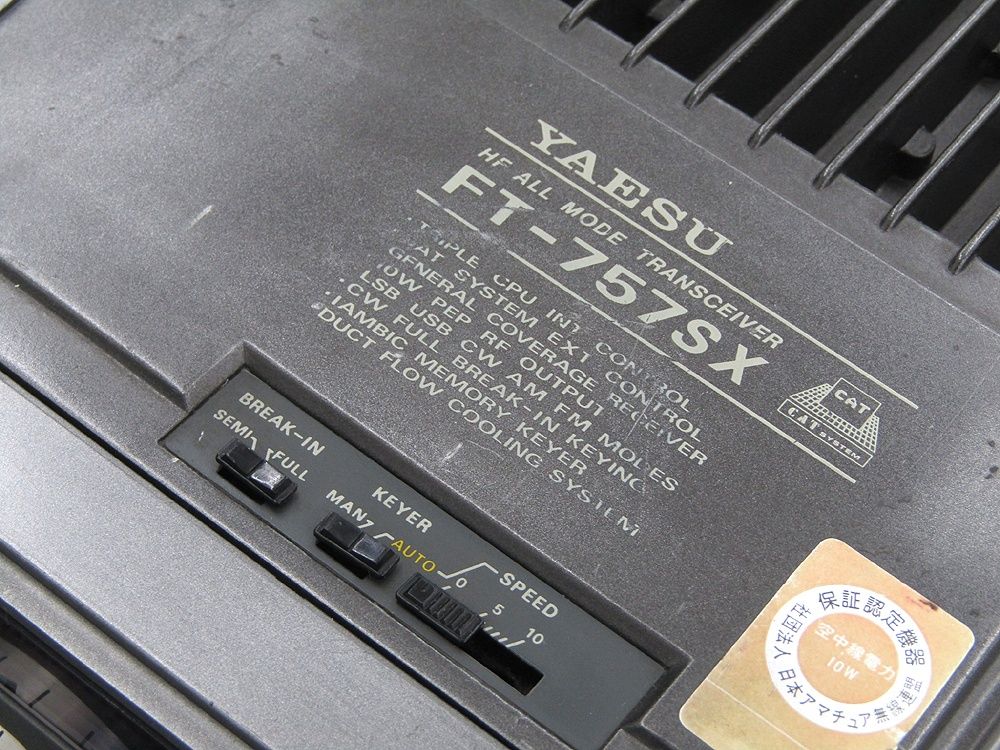 YAESU
HF ALL MODE TRANSCEIVER
FT-757SX
TRIPLE CPU INT CONTROL
CAT SYSTEM EXT CONTROL
GENERAL COVERAGE RECEIVER
10W PEP RF OUTPUT
LSB USB CW AM FM MODES
CW FULL BREAK-IN KEYING
IAMBIC MEMORY KEYER
DUCT FLOW COOLING SYSTEM
CAT
CAT SYSTEM
BREAK-IN
SEMI FULL
KEYER
MAN AUTO
SPEED
0 5 10
保証認定機器
空中線電力
10W
社団法人 日本アマチュア無線連盟